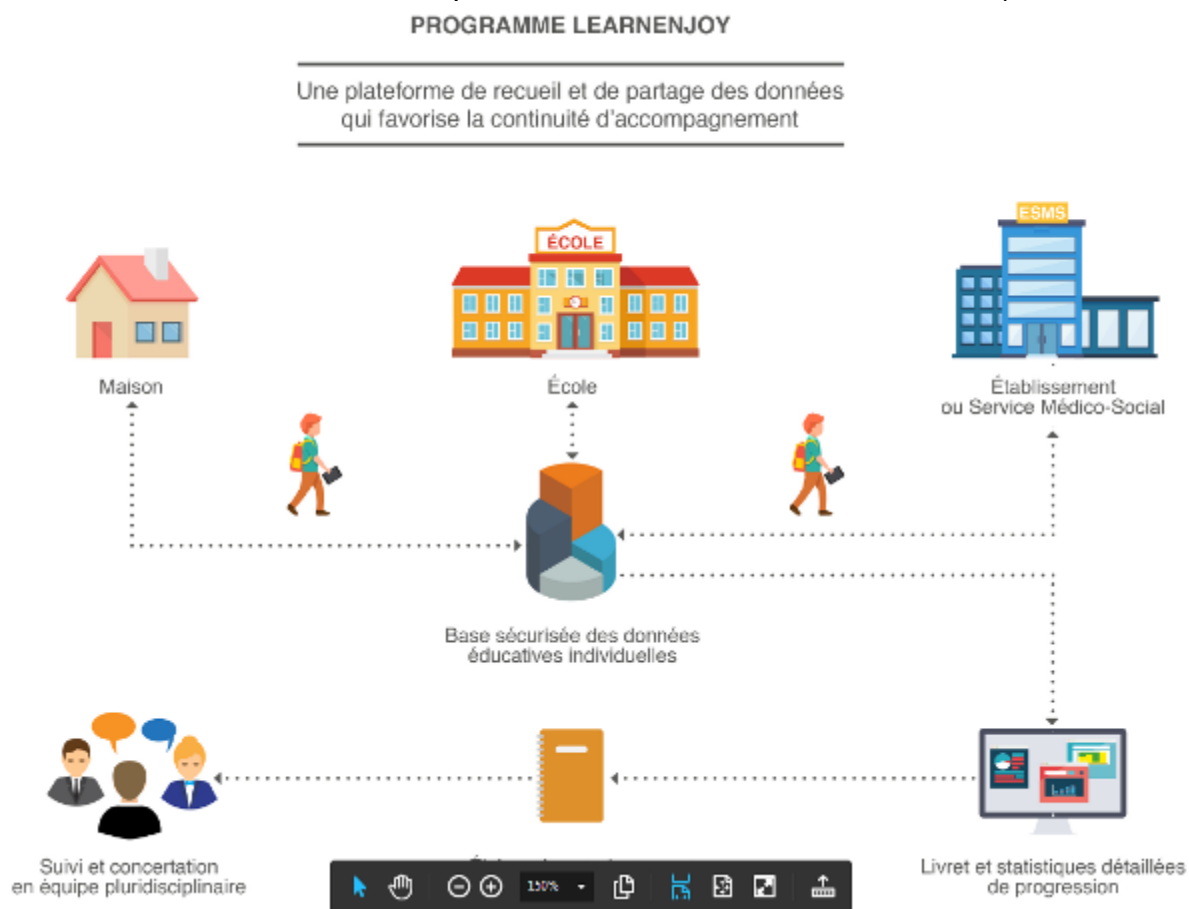 PROGRAMME LEARNENJOY
Une plateforme de recueil et de partage des données
qui favorise la continuité d'accompagnement
ÉCOLE
ESMS
Maison
École
Établissement
ou Service Médico-Social
Base sécurisée des données
éducatives individuelles
Suivi et concertation
en équipe pluridisciplinaire
Livret et statistiques détaillées
de progression
150%